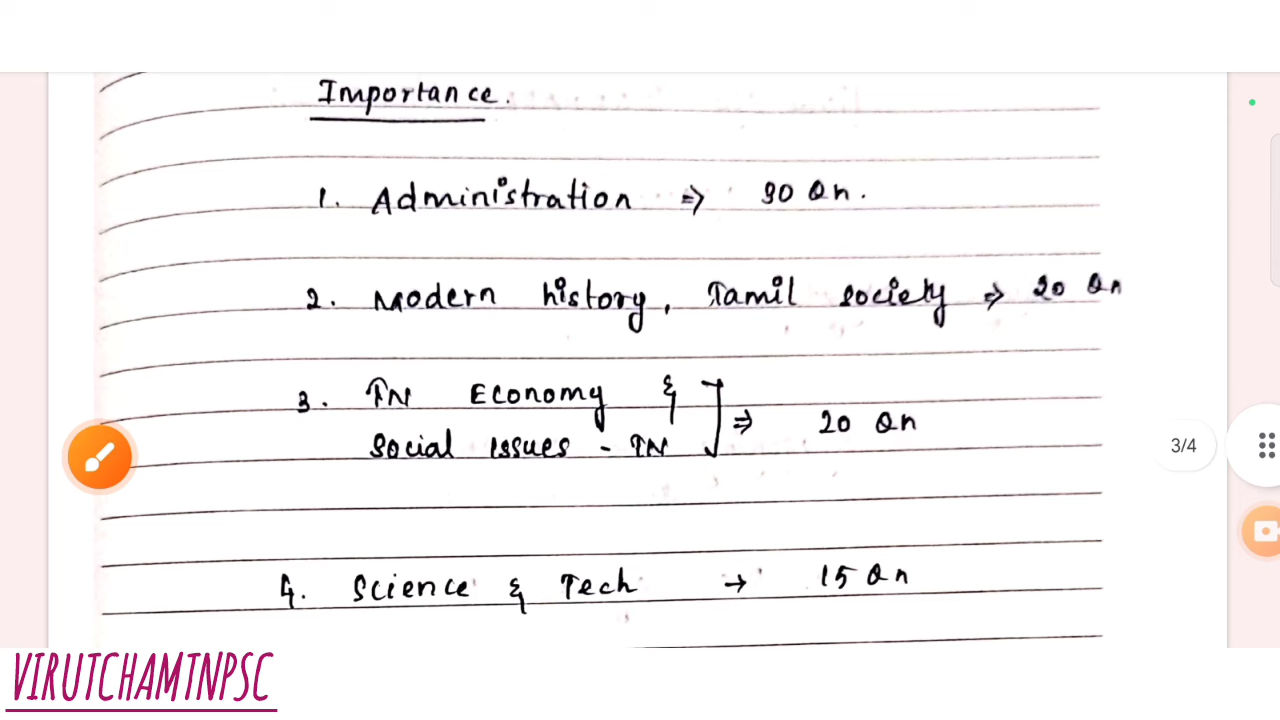 Importance.
1. Administration ⇒ 30 Qn.
2. Modern history, Tamil society ⇒ 20 Qn
3. TN Economy &
Social Issues - TN ] ⇒ 20 Qn
4. Science & Tech → 15 Qn
3/4
VIRUTCHAMTNPSC